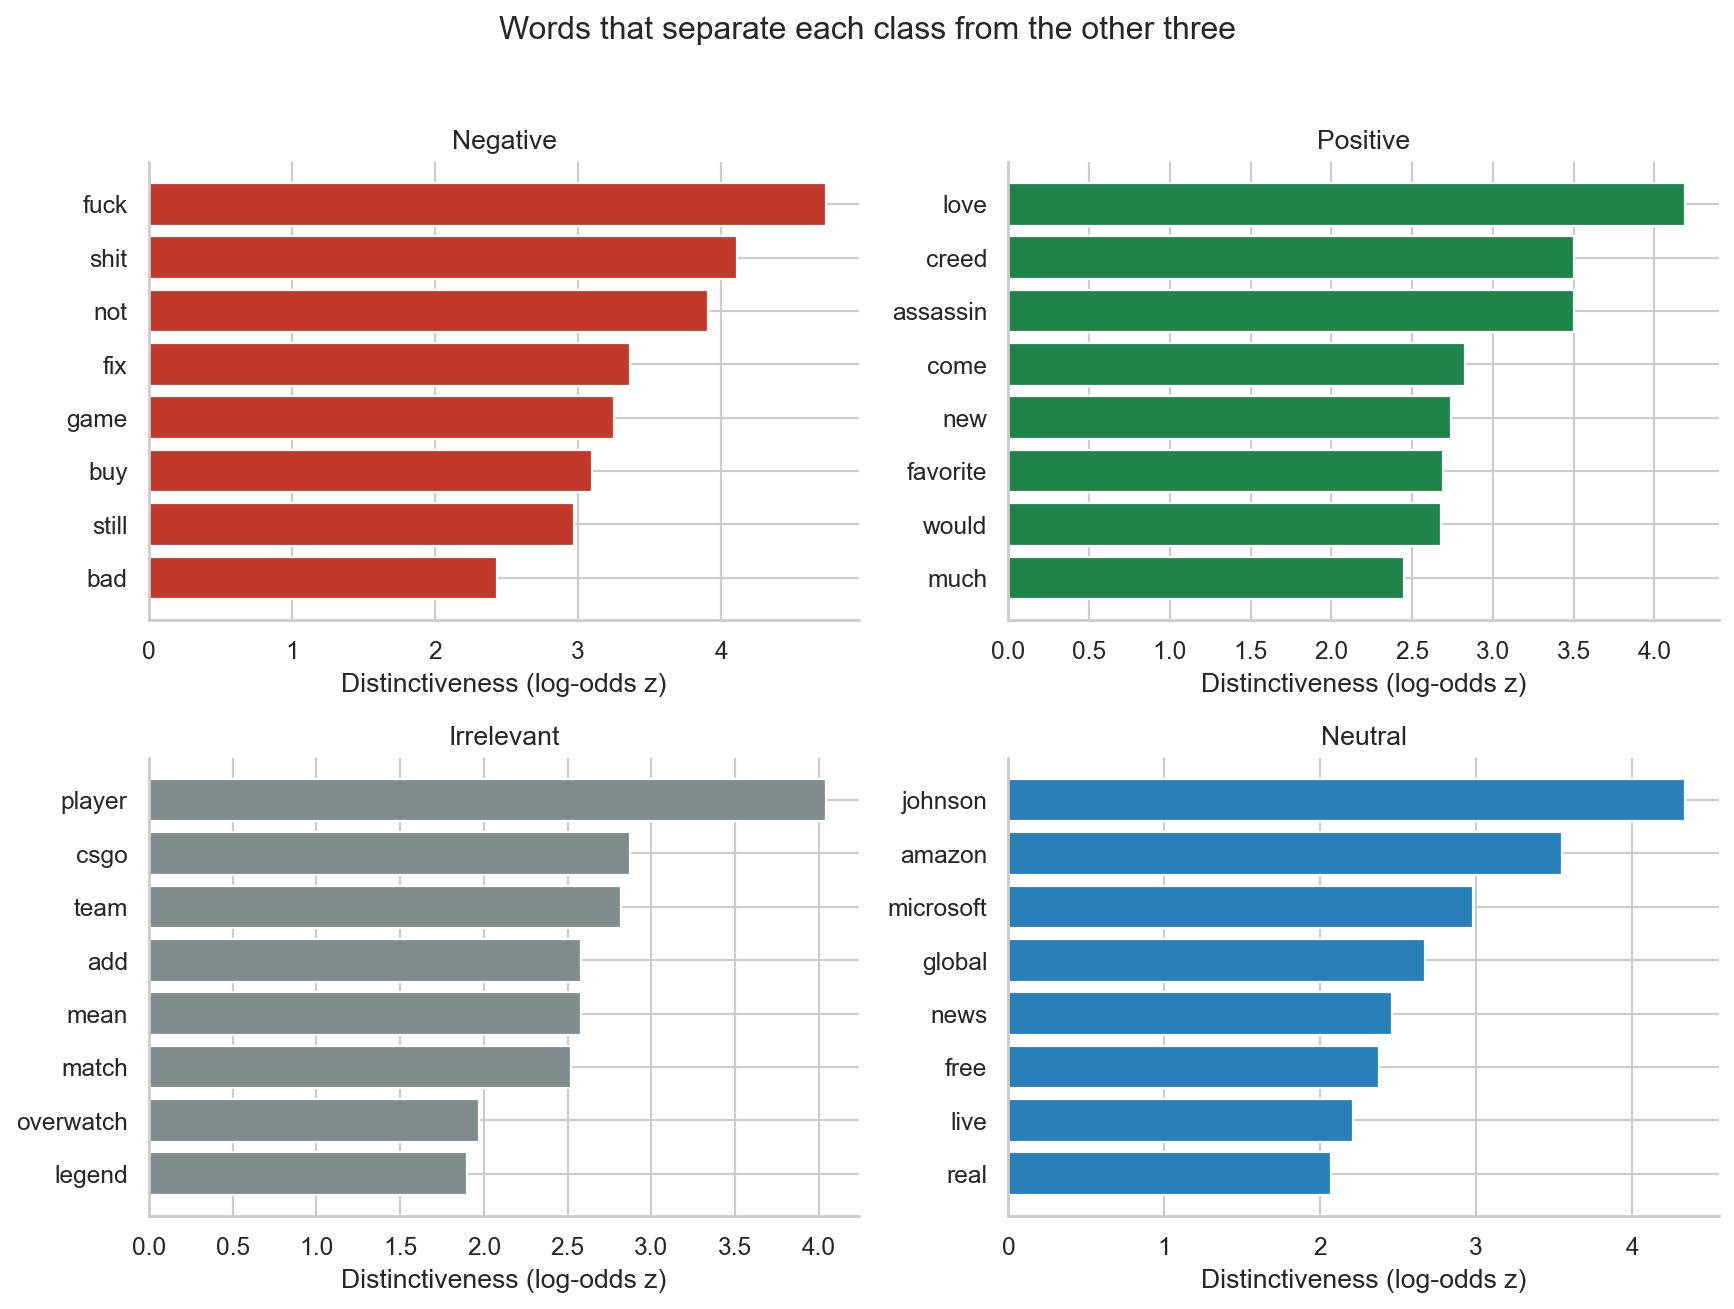 Words that separate each class from the other three
Negative
fuck
shit
not
fix
game
buy
still
bad
0 1 2 3 4
Distinctiveness (log-odds z)
Positive
love
creed
assassin
come
new
favorite
would
much
0.0 0.5 1.0 1.5 2.0 2.5 3.0 3.5 4.0
Distinctiveness (log-odds z)
Irrelevant
player
csgo
team
add
mean
match
overwatch
legend
0.0 0.5 1.0 1.5 2.0 2.5 3.0 3.5 4.0
Distinctiveness (log-odds z)
Neutral
johnson
amazon
microsoft
global
news
free
live
real
0 1 2 3 4
Distinctiveness (log-odds z)